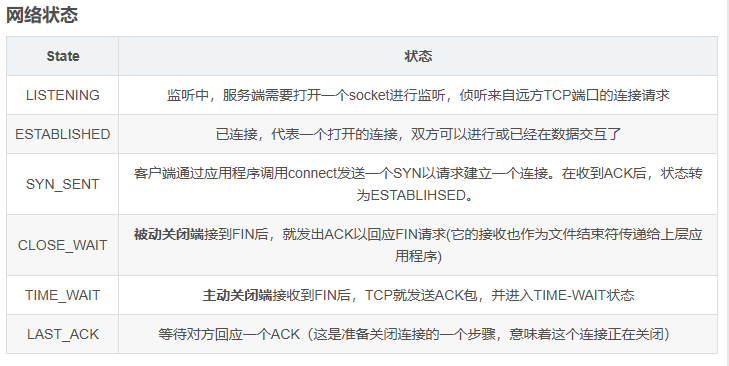 网络状态
State 状态
LISTENING 监听中，服务端需要打开一个socket进行监听，侦听来自远方TCP端口的连接请求
ESTABLISHED 已连接，代表一个打开的连接，双方可以进行或已经在数据交互了
SYN_SENT 客户端通过应用程序调用connect发送一个SYN以请求建立一个连接。在收到ACK后，状态转
为ESTABLIHSED。
CLOSE_WAIT 被动关闭端接到FIN后，就发出ACK以回应FIN请求(它的接收也作为文件结束符传递给上层应
用程序)
TIME_WAIT 主动关闭端接收到FIN后，TCP就发送ACK包，并进入TIME-WAIT状态
LAST_ACK 等待对方回应一个ACK（这是准备关闭连接的一个步骤，意味着这个连接正在关闭）